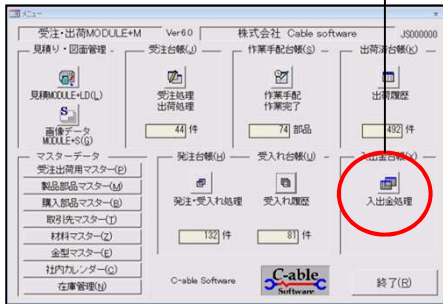 メニュー
受注・出荷MODULE+M Ver6.0 株式会社 Cable software JS000000
見積り・図面管理
見積MODULE+LD(L)
画像データ
MODULE+S(G)
受注台帳(J)
受注処理
出荷処理
44 件
作業手配台帳(S)
作業手配
作業完了
74 部品
出荷済台帳(K)
出荷履歴
492 件
マスターデータ
受注出荷用マスター(P)
製品部品マスター(M)
購入部品マスター(B)
取引先マスター(T)
材料マスター(Z)
金型マスター(E)
社内カレンダー(C)
在庫管理(N)
発注台帳(H)
発注・受入れ処理
132 件
受入れ台帳(U)
受入れ履歴
81 件
入出金台帳(X)
入出金処理
C-able Software
C-able
Software
終了(R)